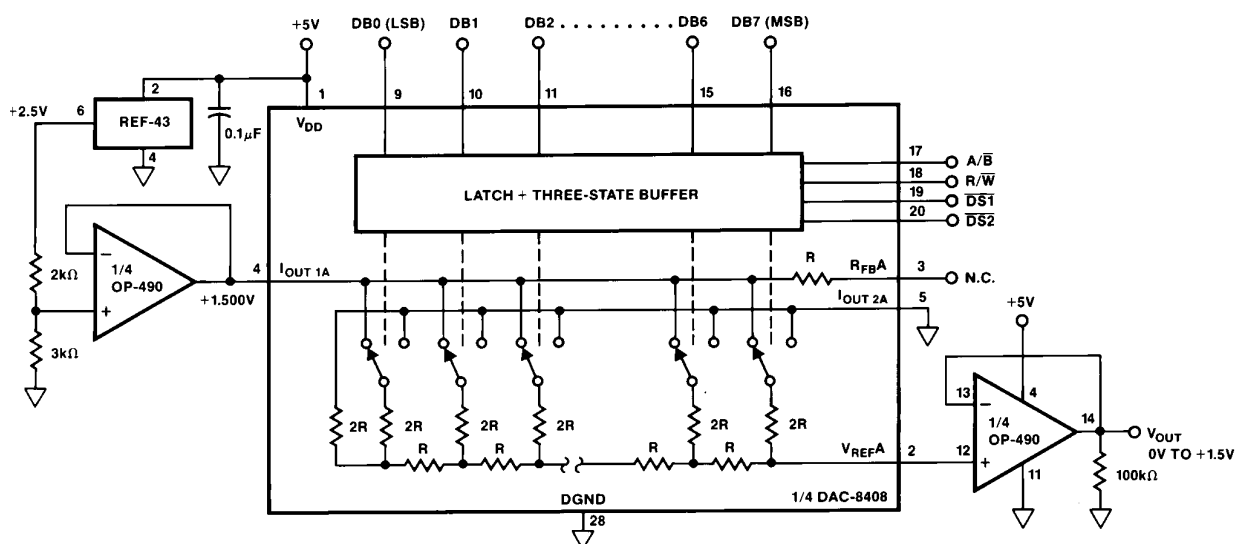 +5V
DB0 (LSB) DB1 DB2 . . . . . . . . . DB6 DB7 (MSB)
2 1 9 10 11 15 16
+2.5V 6 REF-43 0.1µF VDD
4
17 A/B̅
18 R/W̅
LATCH + THREE-STATE BUFFER
19 D̅S̅1̅
20 D̅S̅2̅
2kΩ
−
1/4
OP-490
+
+1.500V
4 IOUT 1A
R RFBA 3 N.C.
IOUT 2A 5
3kΩ
+5V
2R 2R 2R 2R 2R 2R
R R R R
VREFA 2
13 − 4
1/4
OP-490
12 + 11
14 VOUT
0V TO +1.5V
100kΩ
DGND
28
1/4 DAC-8408